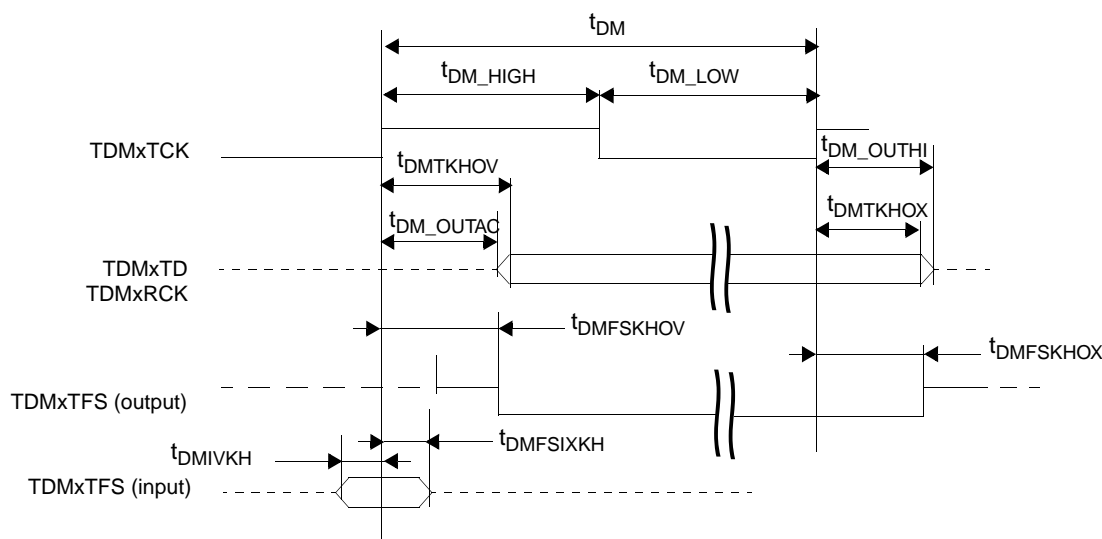 tDM
tDM_HIGH
tDM_LOW
TDMxTCK
tDMTKHOV
tDM_OUTHI
tDM_OUTAC
tDMTKHOX
TDMxTD
TDMxRCK
tDMFSKHOV
tDMFSKHOX
TDMxTFS (output)
tDMIVKH
tDMFSIXKH
TDMxTFS (input)